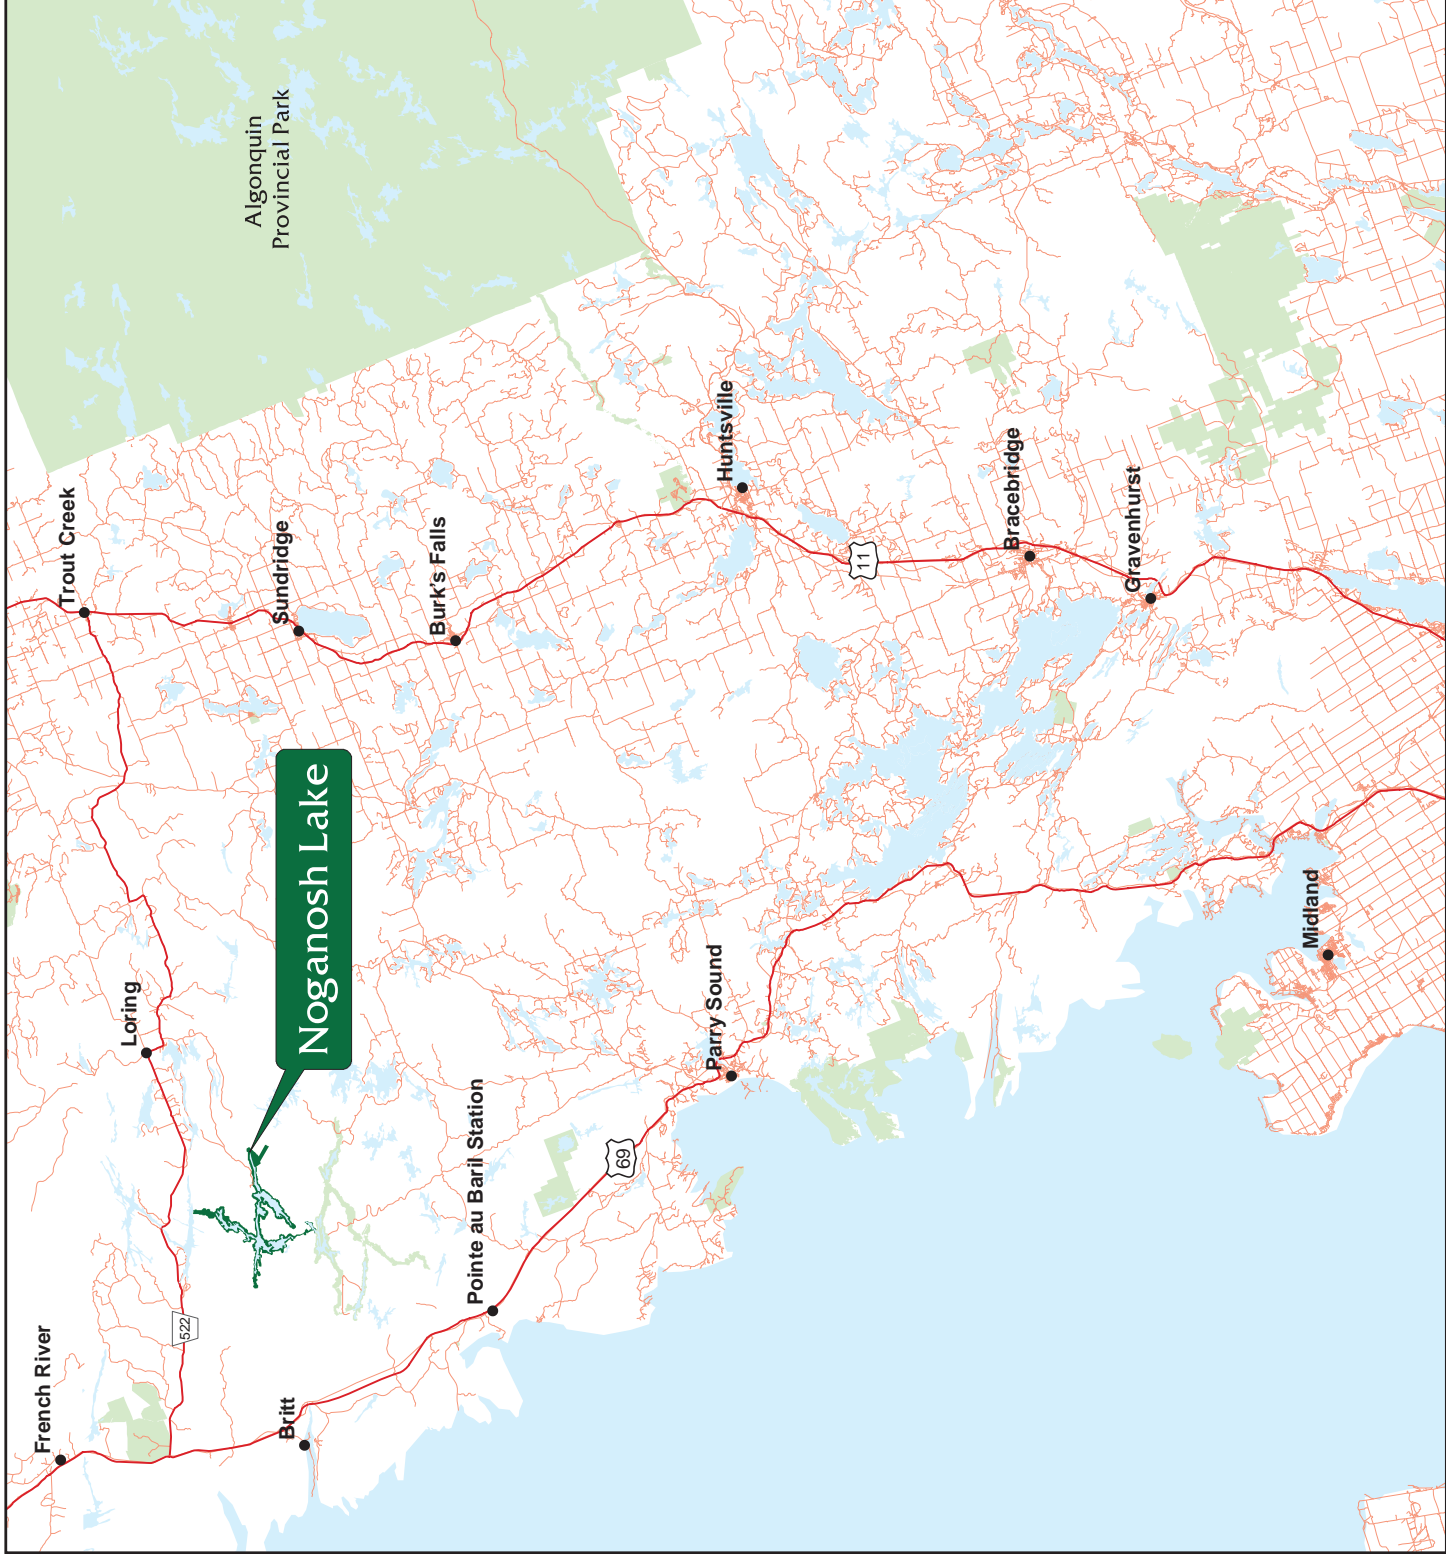 French River
Loring
Trout Creek
Algonquin
Provincial Park
522
Noganosh Lake
Sundridge
Britt
Burk's Falls
Pointe au Baril Station
69
Huntsville
Parry Sound
11
Bracebridge
Gravenhurst
Midland